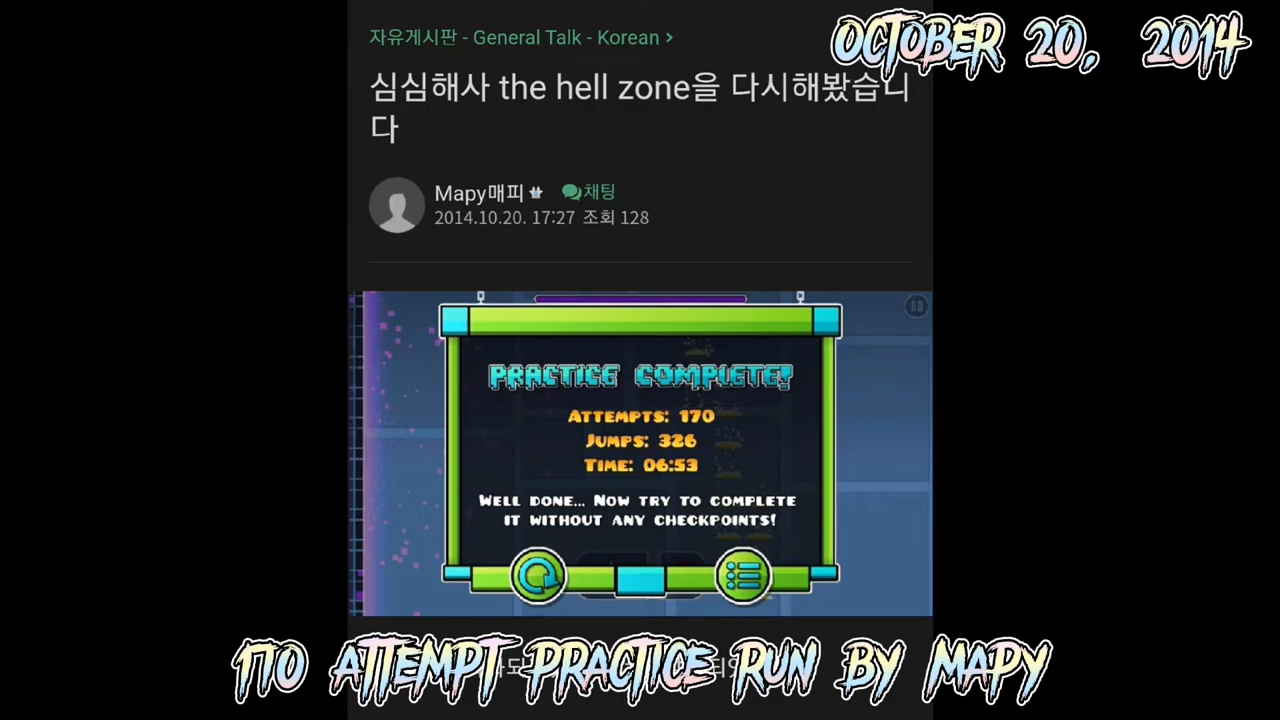 OCTOBER 20, 2014
자유게시판 - General Talk - Korean >
심심해사 the hell zone을 다시해봤습니
다
Mapy매피 채팅
2014.10.20. 17:27 조회 128
PRACTICE COMPLETE!
ATTEMPTS: 170
JUMPS: 326
TIME: 06:53
WELL DONE... NOW TRY TO COMPLETE
IT WITHOUT ANY CHECKPOINTS!
170 ATTEMPT PRACTICE RUN BY MAPY